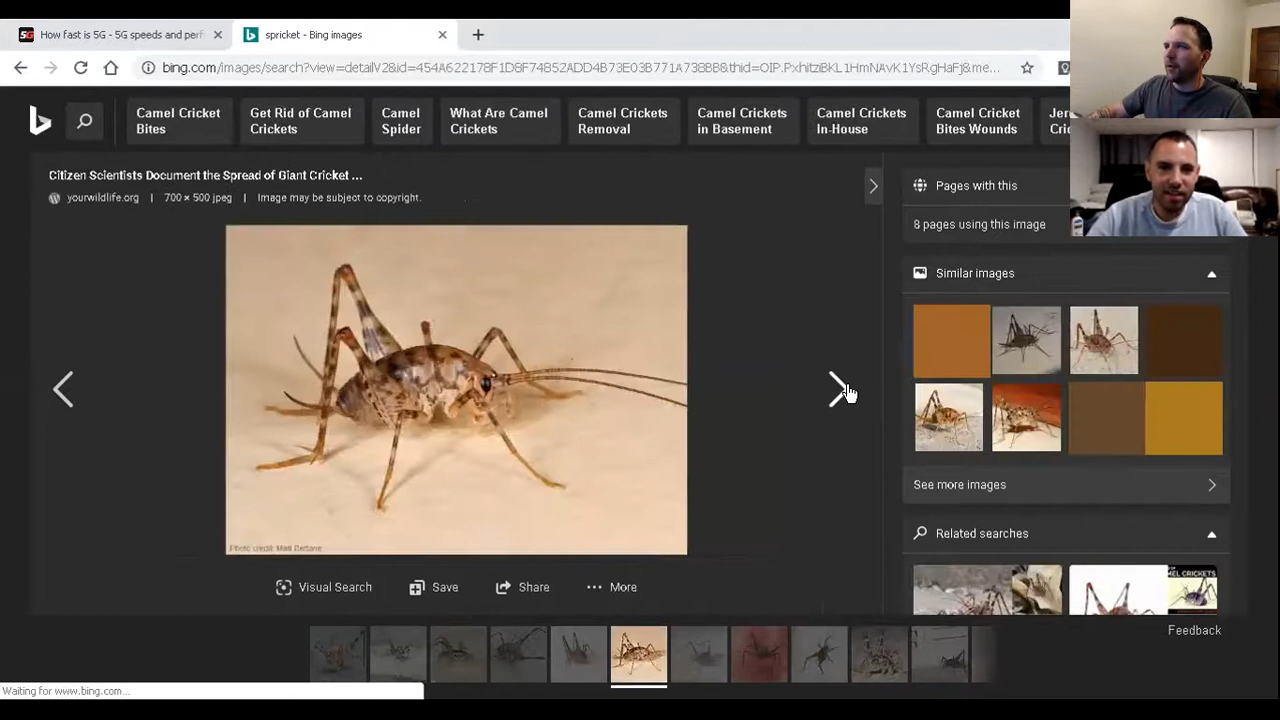 How fast is 5G - 5G speeds and perf
spricket - Bing images
bing.com/images/search?view=detailV2&id=454A622178F1D8F74852ADD4B73E03B771A738BB&thid=OIP.PxhitziBKL1HmNAvK1YsRgHaFj&me...
Camel Cricket Bites
Get Rid of Camel Crickets
Camel Spider
What Are Camel Crickets
Camel Crickets Removal
Camel Crickets in Basement
Camel Crickets In-House
Camel Cricket Bites Wounds
Citizen Scientists Document the Spread of Giant Cricket ...
yourwildlife.org | 700 × 500 jpeg | Image may be subject to copyright.
Pages with this
8 pages using this image
Similar images
See more images
Related searches
Photo credit: Matt Bertone
Visual Search
Save
Share
More
Feedback
Waiting for www.bing.com...